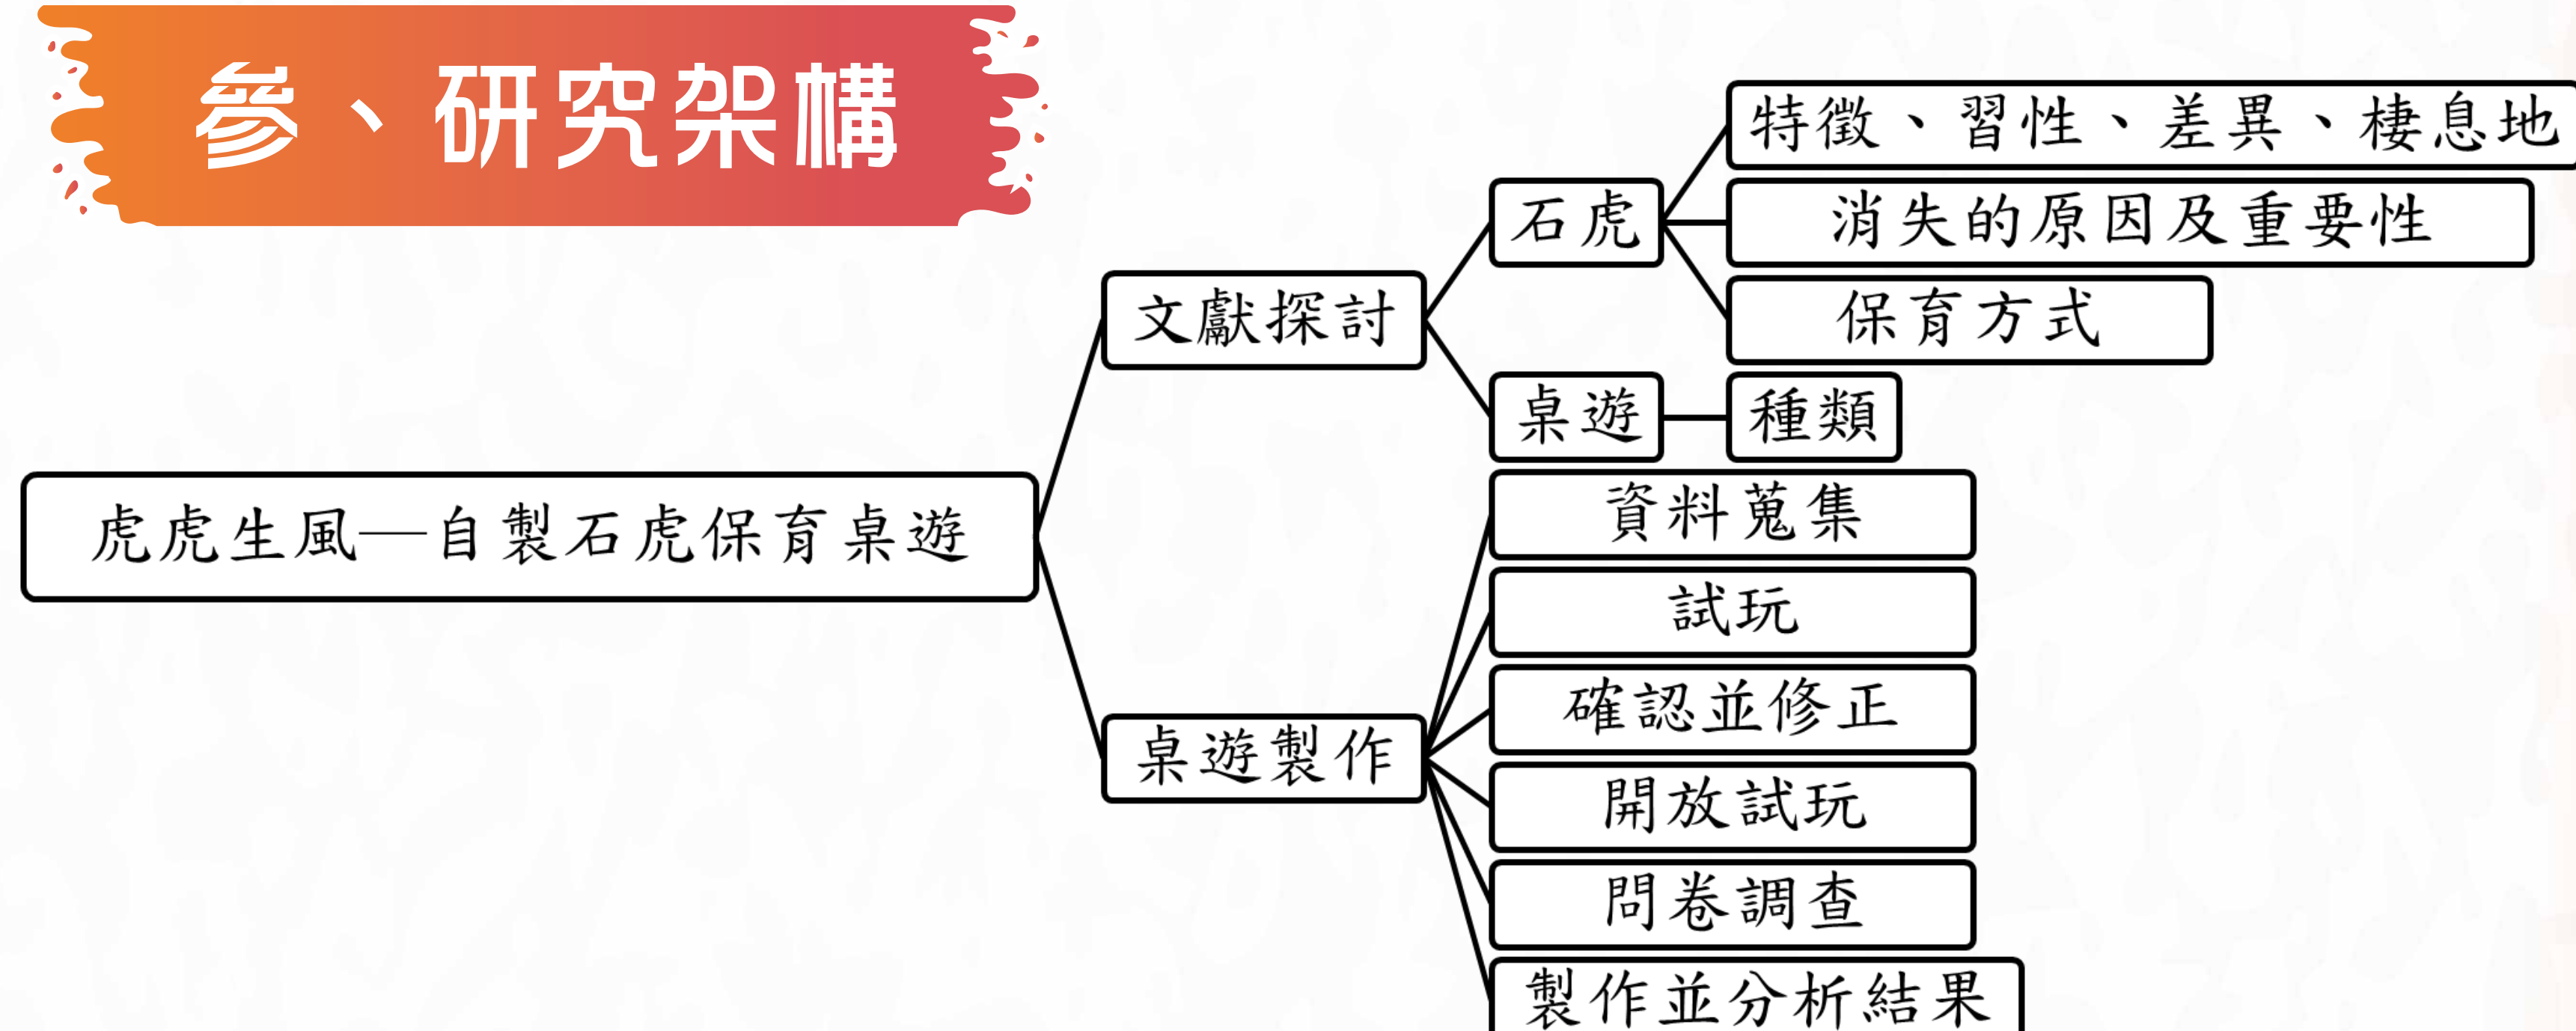 參、研究架構
虎虎生風—自製石虎保育桌遊
文獻探討
石虎
特徵、習性、差異、棲息地
消失的原因及重要性
保育方式
桌遊
種類
桌遊製作
資料蒐集
試玩
確認並修正
開放試玩
問卷調查
製作並分析結果